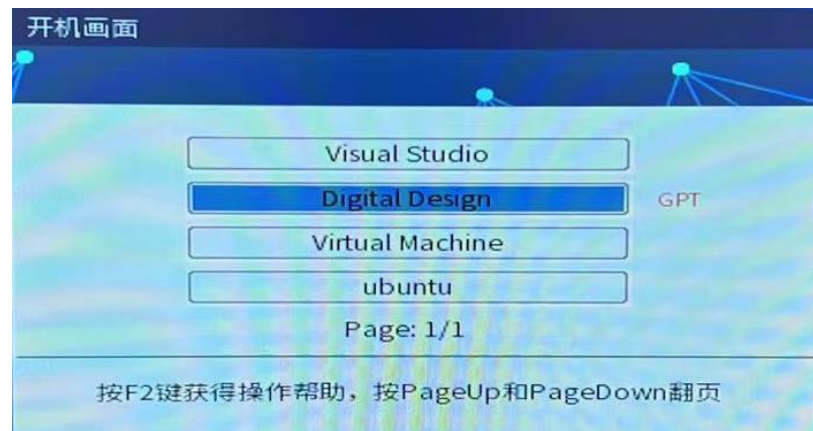 开机画面
Visual Studio
Digital Design GPT
Virtual Machine
ubuntu
Page: 1/1
按F2键获得操作帮助，按PageUp和PageDown翻页